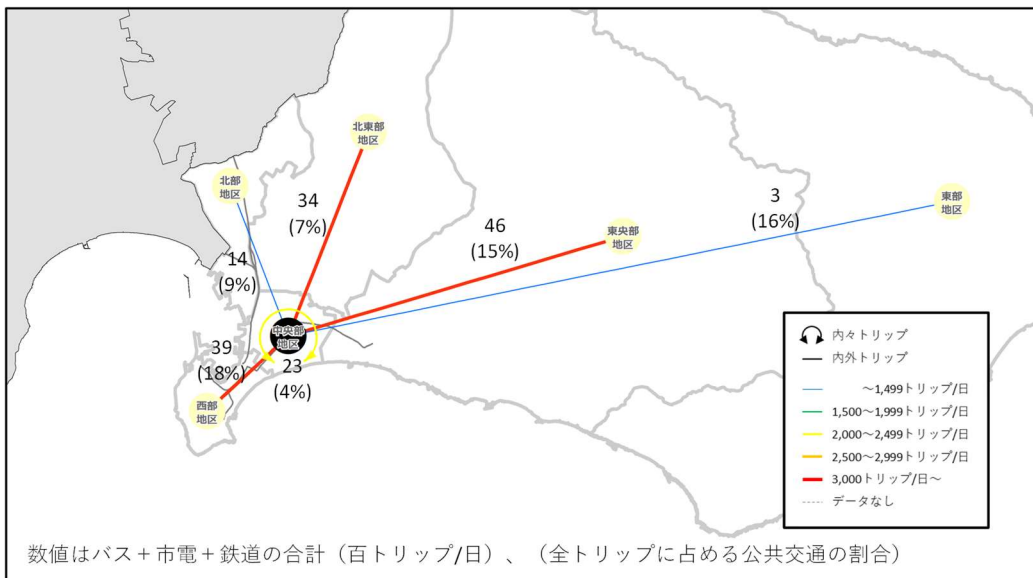 北東部
地区
北部
地区
34
(7%)
3
(16%)
東部
地区
46
(15%)
東央部
地区
14
(9%)
中央部
地区
39
(18%)
23
(4%)
西部
地区
内々トリップ
内外トリップ
～1,499トリップ/日
1,500～1,999トリップ/日
2,000～2,499トリップ/日
2,500～2,999トリップ/日
3,000トリップ/日～
データなし
数値はバス＋市電＋鉄道の合計（百トリップ/日）、（全トリップに占める公共交通の割合）